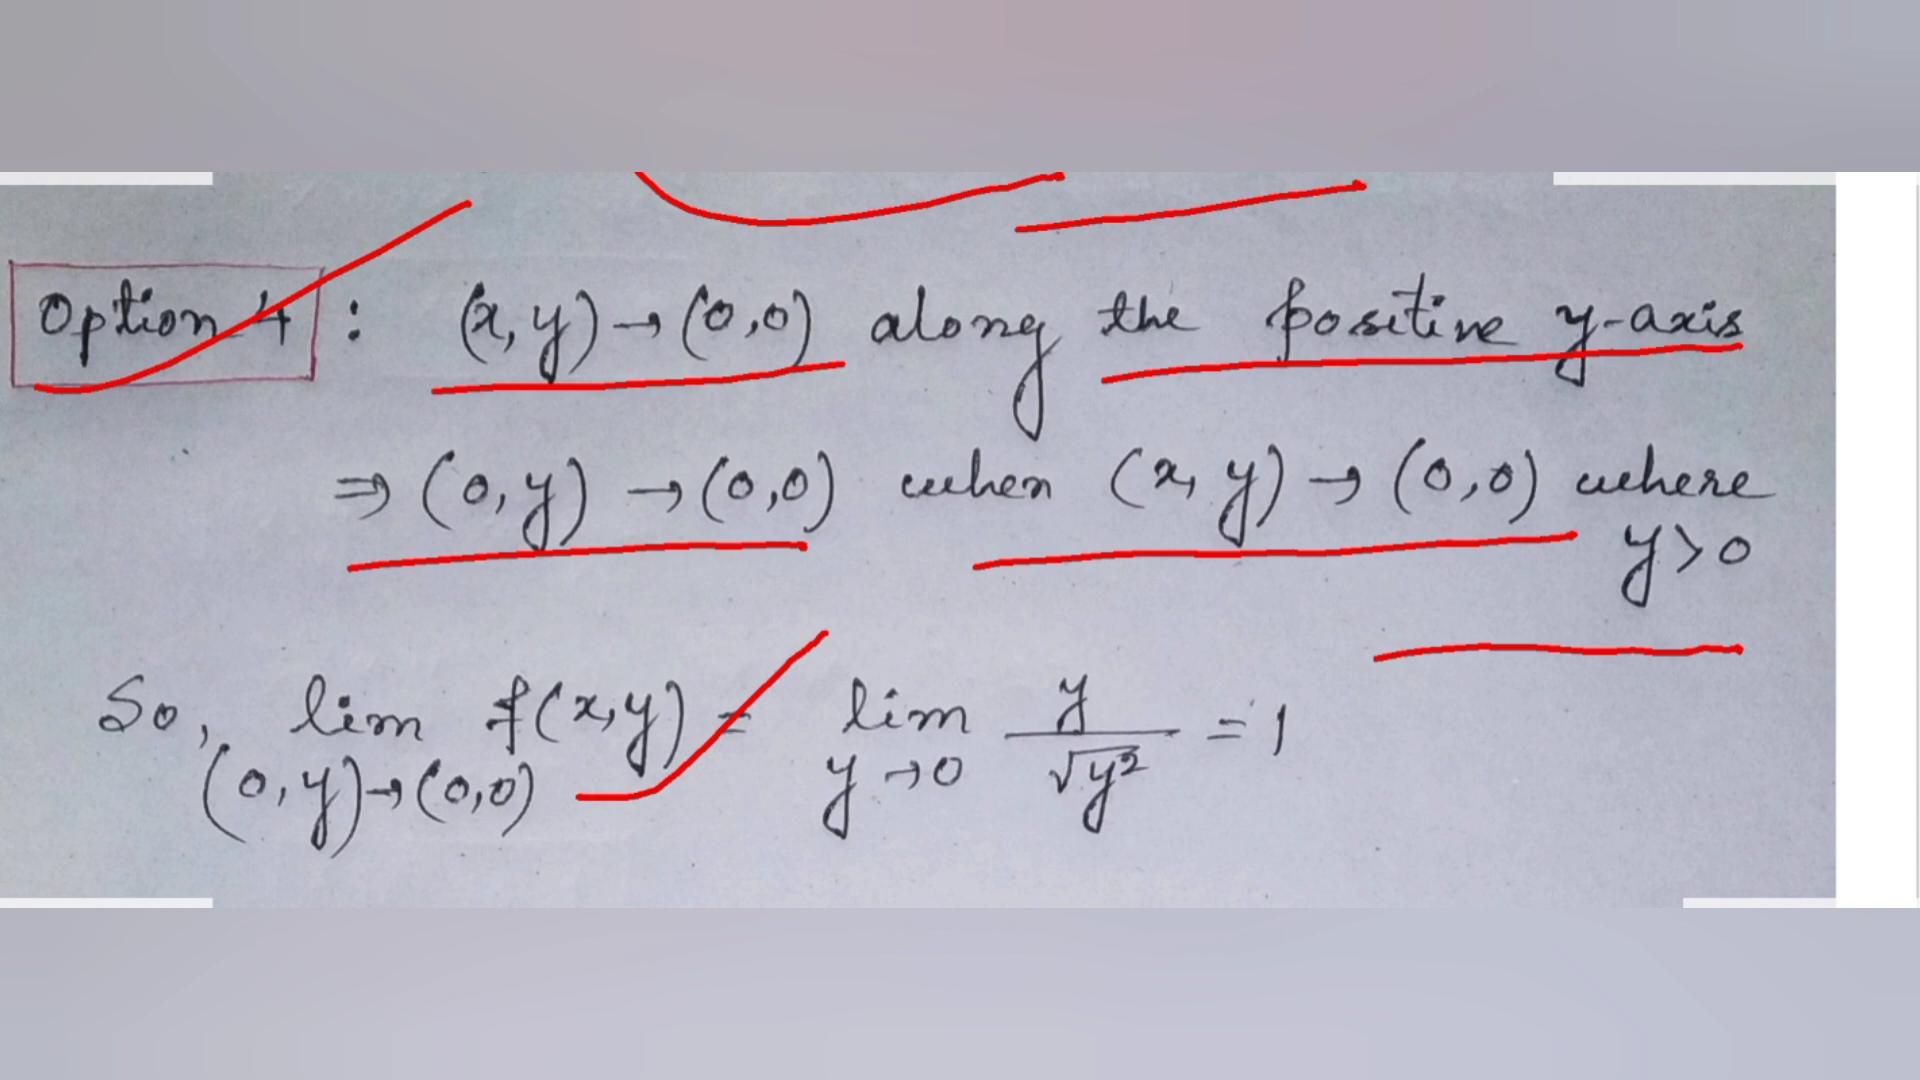 Option 4 : (x, y) → (0,0) along the positive y-axis
⇒ (0, y) → (0,0) when (x, y) → (0,0) where
y > 0
So, lim f(x,y) = lim y/√y² = 1
(0,y)→(0,0) y→0